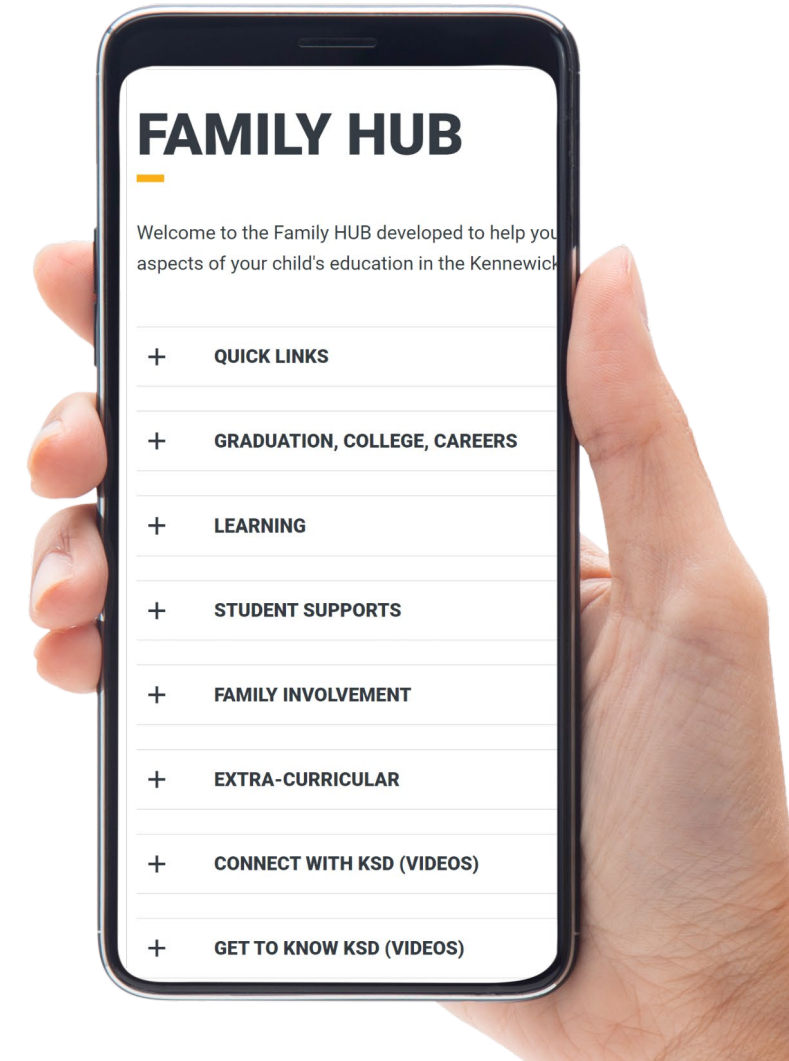 FAMILY HUB
Welcome to the Family HUB developed to help you
aspects of your child's education in the Kennewick
+ QUICK LINKS
+ GRADUATION, COLLEGE, CAREERS
+ LEARNING
+ STUDENT SUPPORTS
+ FAMILY INVOLVEMENT
+ EXTRA-CURRICULAR
+ CONNECT WITH KSD (VIDEOS)
+ GET TO KNOW KSD (VIDEOS)